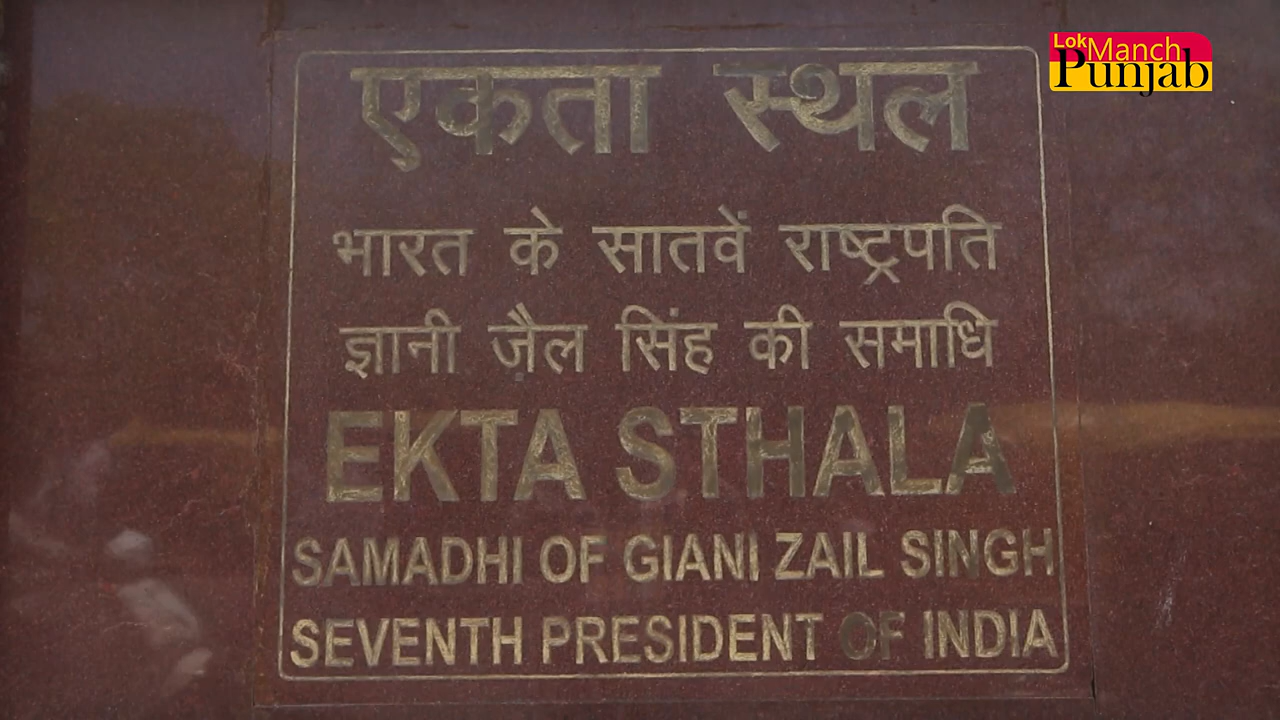 एकता स्थल
भारत के सातवें राष्ट्रपति
ज्ञानी ज़ैल सिंह की समाधि
EKTA STHALA
SAMADHI OF GIANI ZAIL SINGH
SEVENTH PRESIDENT OF INDIA
Lok Manch
Punjab